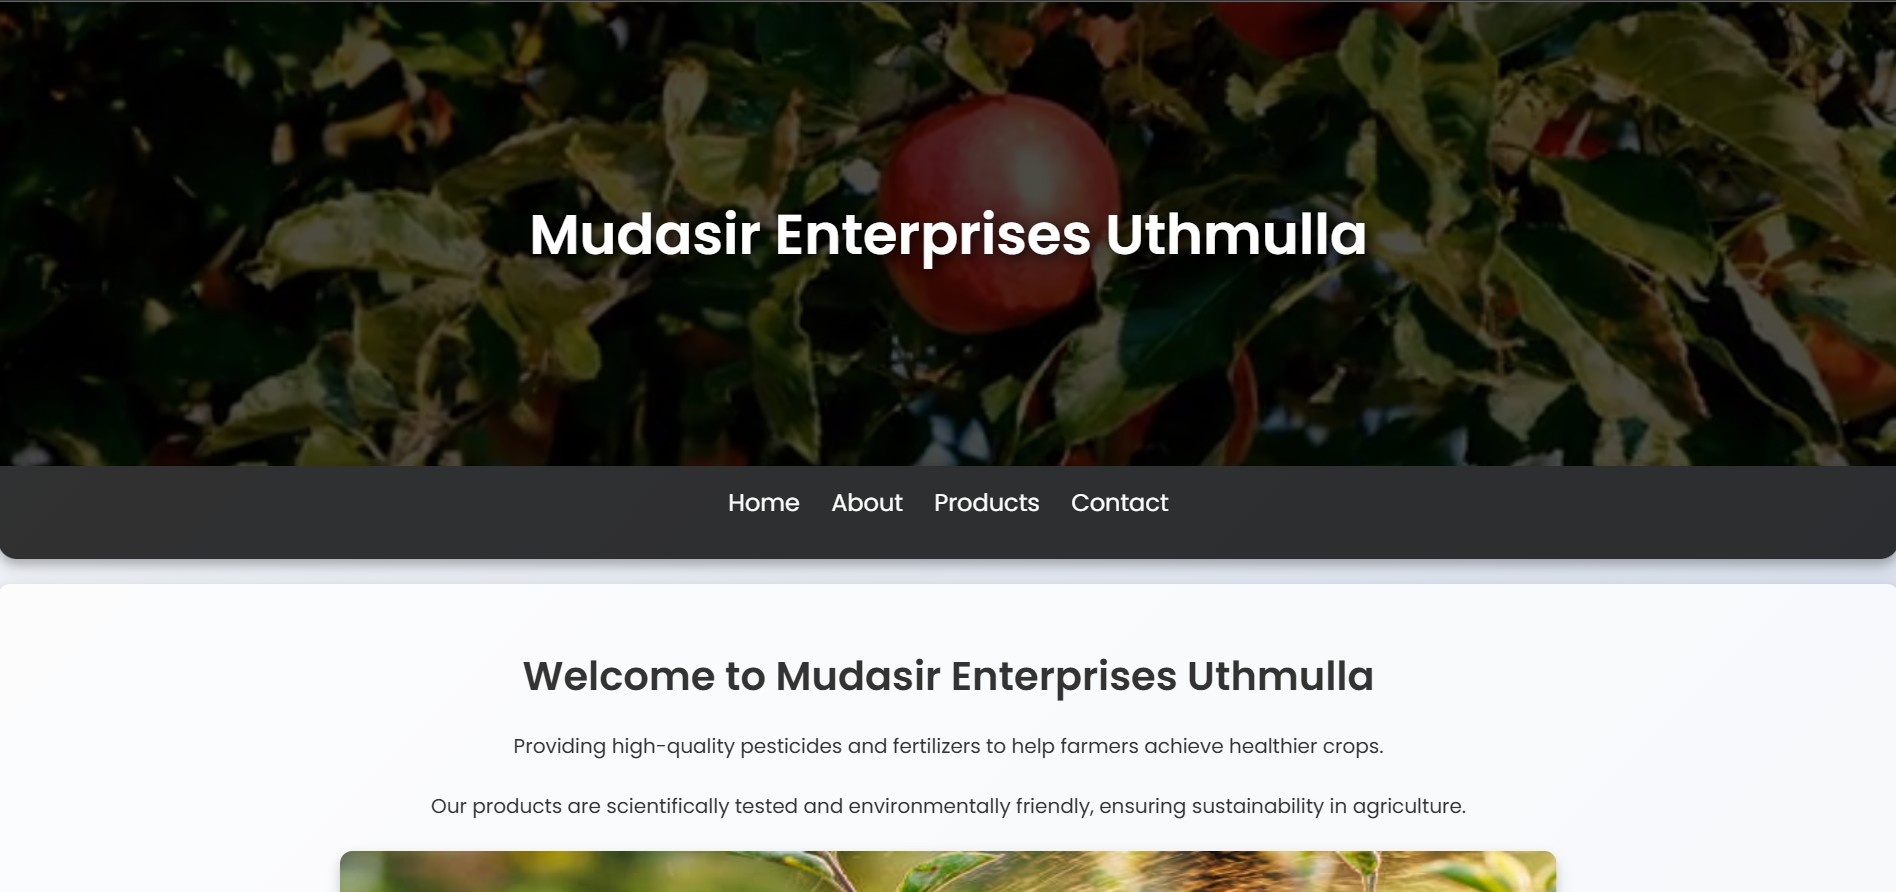 Mudasir Enterprises Uthmulla
Home About Products Contact
Welcome to Mudasir Enterprises Uthmulla
Providing high-quality pesticides and fertilizers to help farmers achieve healthier crops.
Our products are scientifically tested and environmentally friendly, ensuring sustainability in agriculture.